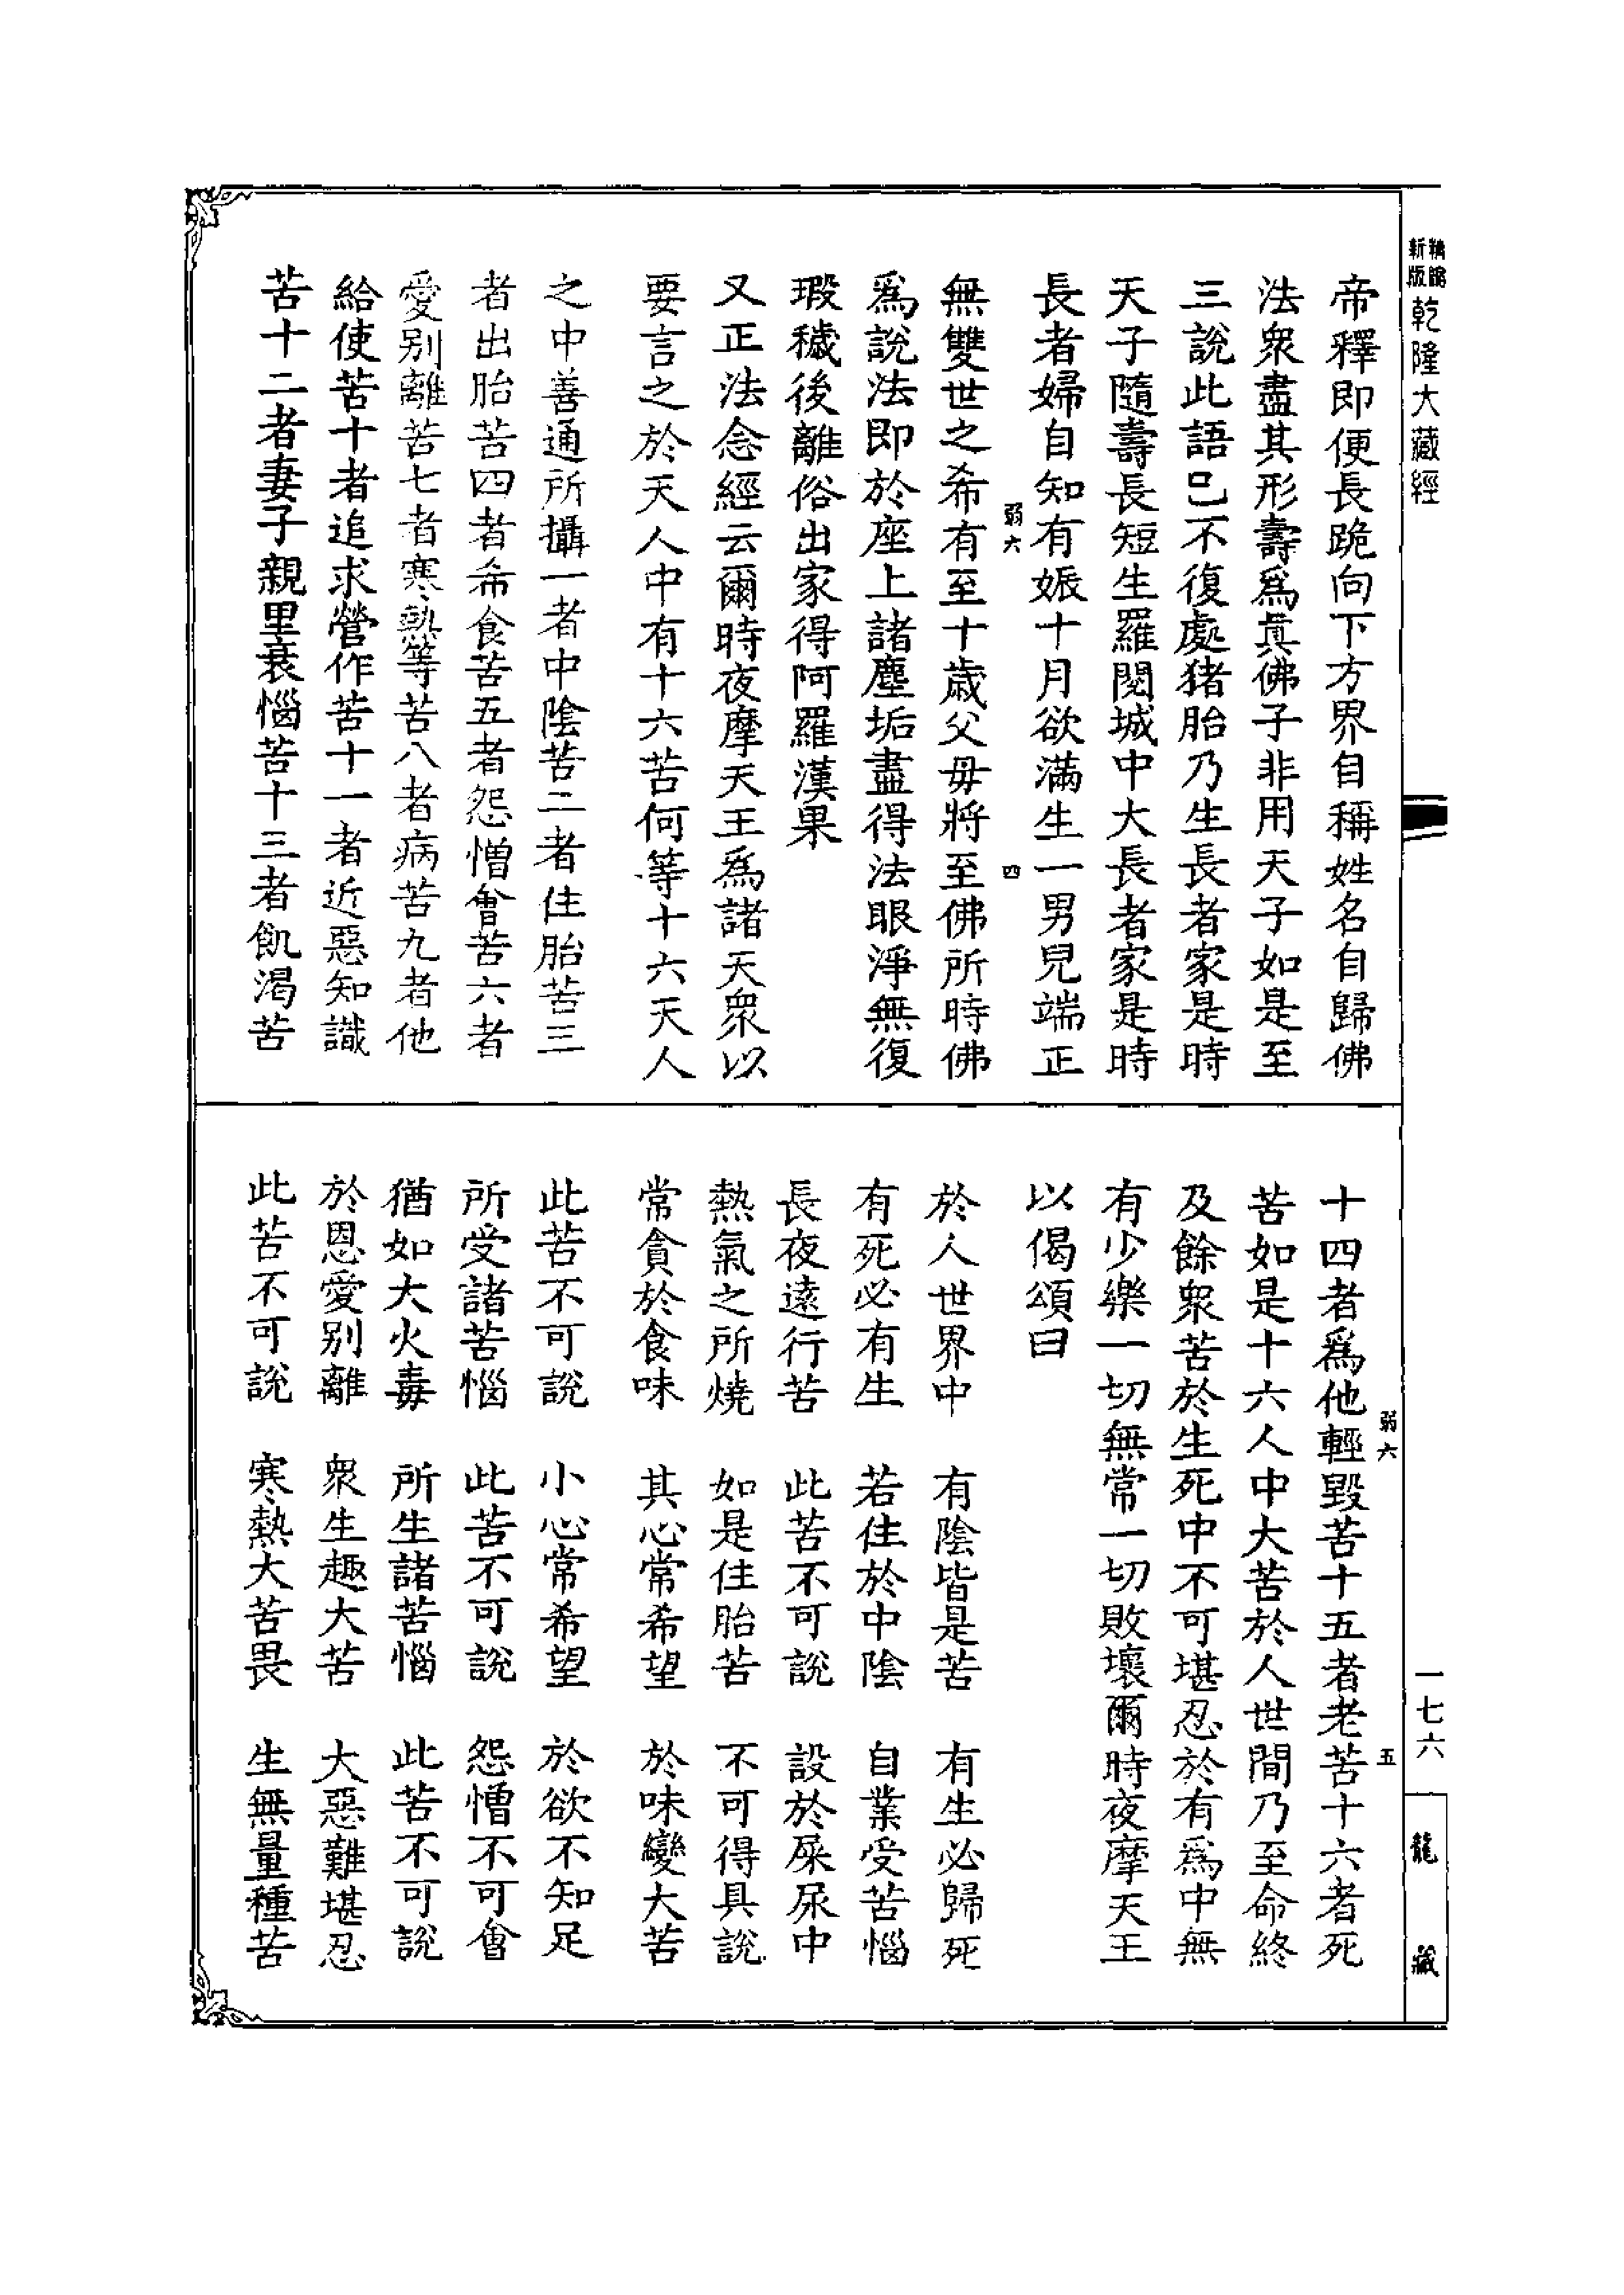 新版
乾隆大藏經
帝釋即便長跪向下方界自稱姓名自歸佛
法衆盡其形壽爲眞佛子非用天子如是至
三說此語已不復處猪胎乃生長者家是時
天子隨壽長短生羅閱城中大長者家是時
長者婦自知有娠十月欲滿生一男兒端正
弱六
四
無雙世之希有至十歲父毋將至佛所時佛
爲說法即於座上諸塵垢盡得法眼淨無復
瑕穢後離俗出家得阿羅漢果
又正法念經云爾時夜摩天王爲諸天衆以
要言之於天人中有十六苦何等十六天人
之中善通所攝一者中陰苦二者住胎苦三
者出胎苦四者希食苦五者怨憎會苦六者
愛別離苦七者寒熱等苦八者病苦九者他
給使苦十者追求營作苦十一者近惡知識
苦十二者妻子親里衰惱苦十三者飢渴苦
弱六
五
十四者爲他輕毀苦十五者老苦十六者死
苦如是十六人中大苦於人世間乃至命終
及餘衆苦於生死中不可堪忍於有爲中無
有少樂一切無常一切敗壞爾時夜摩天王
以偈頌曰
於人世界中 有陰皆是苦 有生必歸死
有死必有生 若住於中陰 自業受苦惱
長夜遠行苦 此苦不可說 設於屎尿中
熱氣之所燒 如是住胎苦 不可得具說
常貪於食味 其心常希望 於味變大苦
此苦不可說 小心常希望 於欲不知足
所受諸苦惱 此苦不可說 怨憎不可會
猶如大火毒 所生諸苦惱 此苦不可說
於恩愛別離 衆生趣大苦 大惡難堪忍
此苦不可說 寒熱大苦畏 生無量種苦
一七六
龍藏